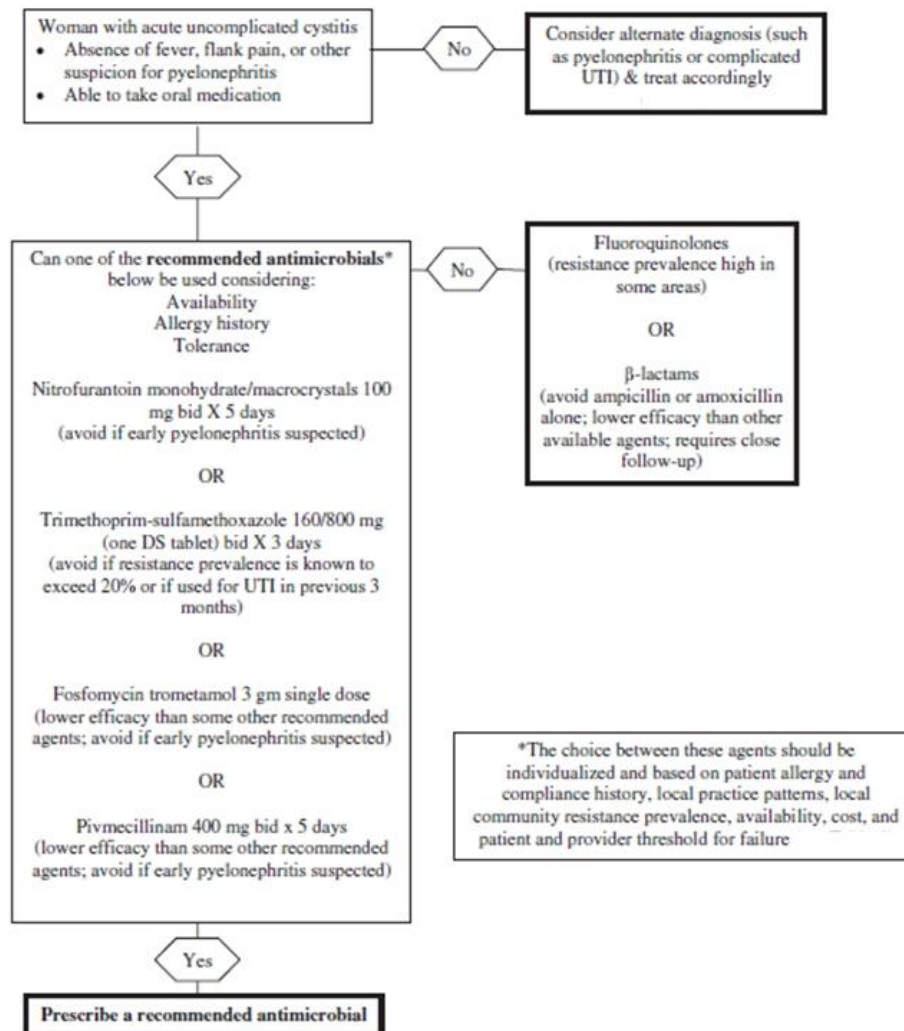 Woman with acute uncomplicated cystitis
• Absence of fever, flank pain, or other
suspicion for pyelonephritis
• Able to take oral medication
No
Consider alternate diagnosis (such
as pyelonephritis or complicated
UTI) & treat accordingly
Yes
Can one of the recommended antimicrobials*
below be used considering:
Availability
Allergy history
Tolerance
Nitrofurantoin monohydrate/macrocrystals 100
mg bid X 5 days
(avoid if early pyelonephritis suspected)
OR
Trimethoprim-sulfamethoxazole 160/800 mg
(one DS tablet) bid X 3 days
(avoid if resistance prevalence is known to
exceed 20% or if used for UTI in previous 3
months)
OR
Fosfomycin trometamol 3 gm single dose
(lower efficacy than some other recommended
agents; avoid if early pyelonephritis suspected)
OR
Pivmecillinam 400 mg bid x 5 days
(lower efficacy than some other recommended
agents; avoid if early pyelonephritis suspected)
No
Fluoroquinolones
(resistance prevalence high in
some areas)
OR
β-lactams
(avoid ampicillin or amoxicillin
alone; lower efficacy than other
available agents; requires close
follow-up)
*The choice between these agents should be
individualized and based on patient allergy and
compliance history, local practice patterns, local
community resistance prevalence, availability, cost, and
patient and provider threshold for failure
Yes
Prescribe a recommended antimicrobial